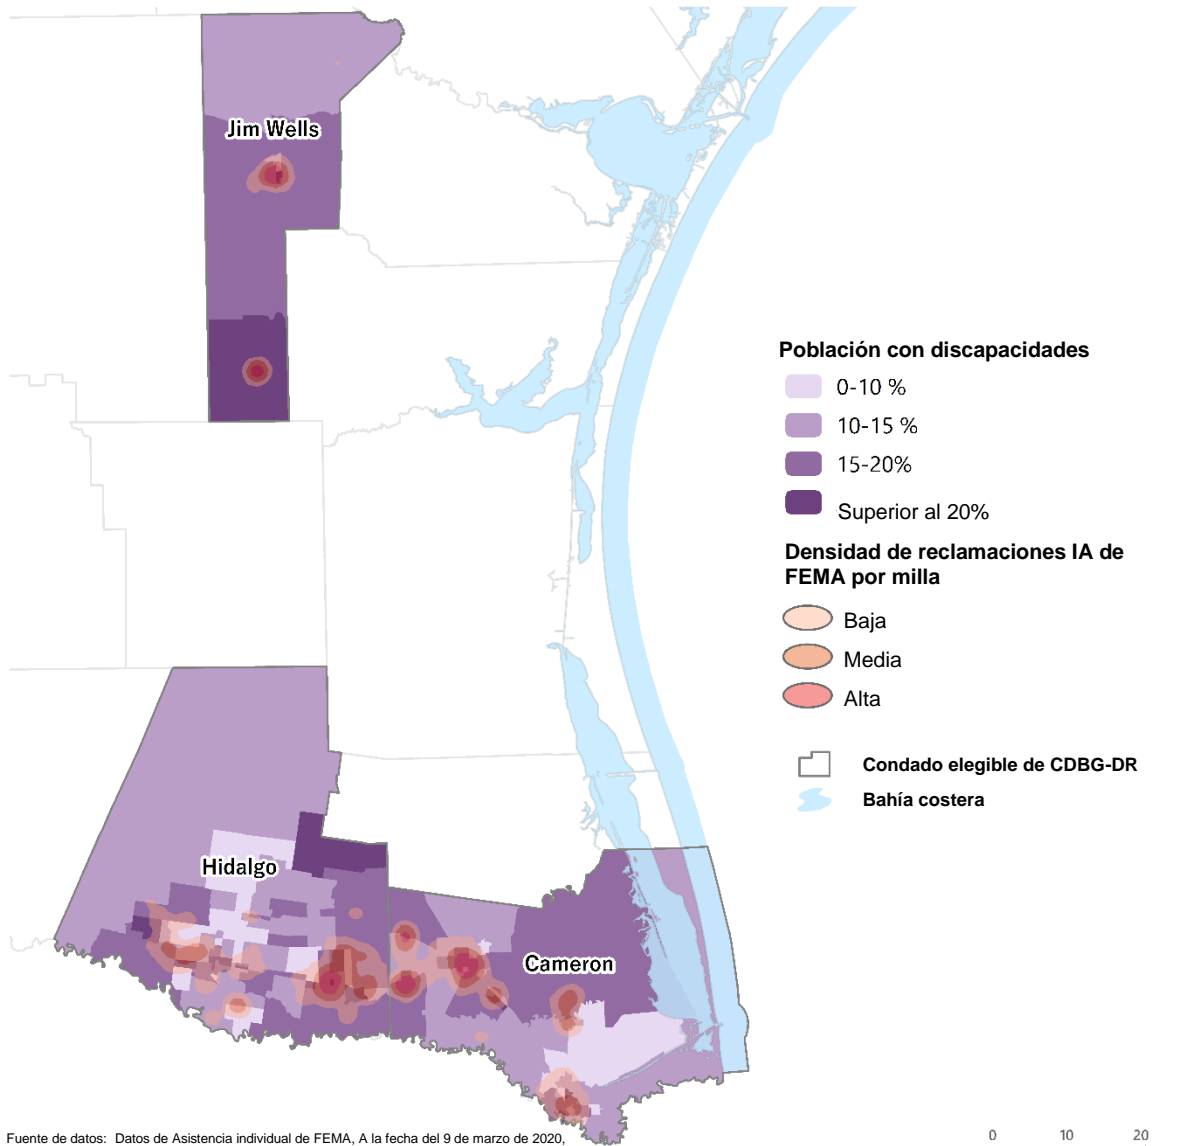 Jim Wells
Población con discapacidades
0-10 %
10-15 %
15-20%
Superior al 20%
Densidad de reclamaciones IA de
FEMA por milla
Baja
Media
Alta
Condado elegible de CDBG-DR
Bahía costera
Hidalgo
Cameron
Fuente de datos: Datos de Asistencia individual de FEMA, A la fecha del 9 de marzo de 2020,
0 10 20